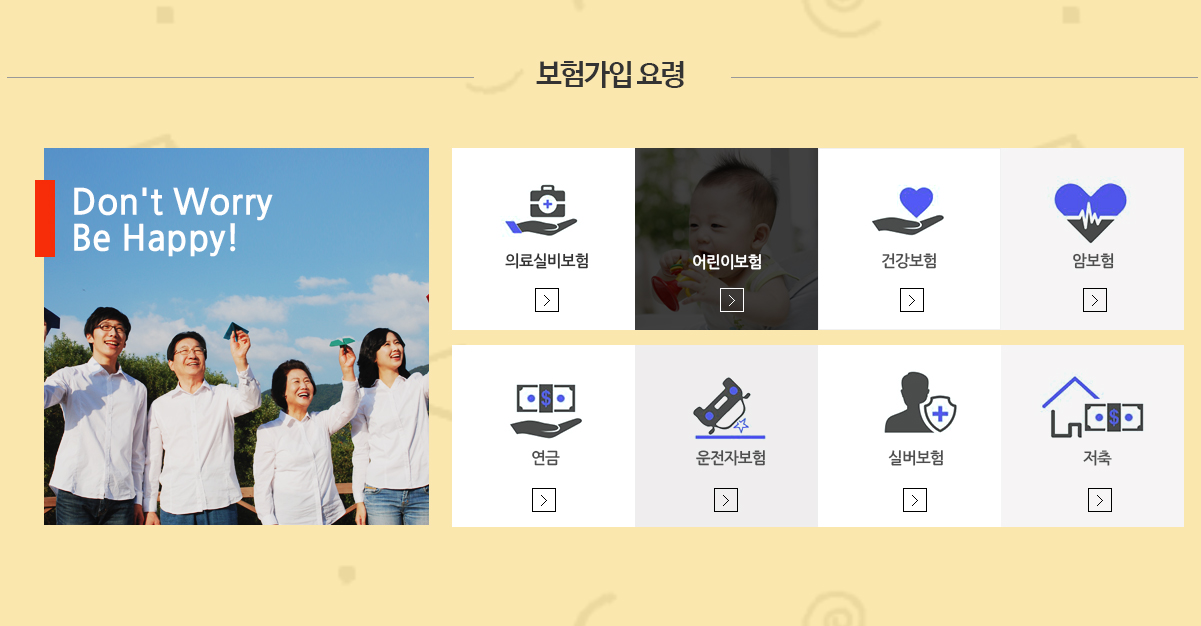 보험가입 요령
Don't Worry
Be Happy!
의료실비보험
어린이보험
건강보험
암보험
연금
운전자보험
실버보험
저축